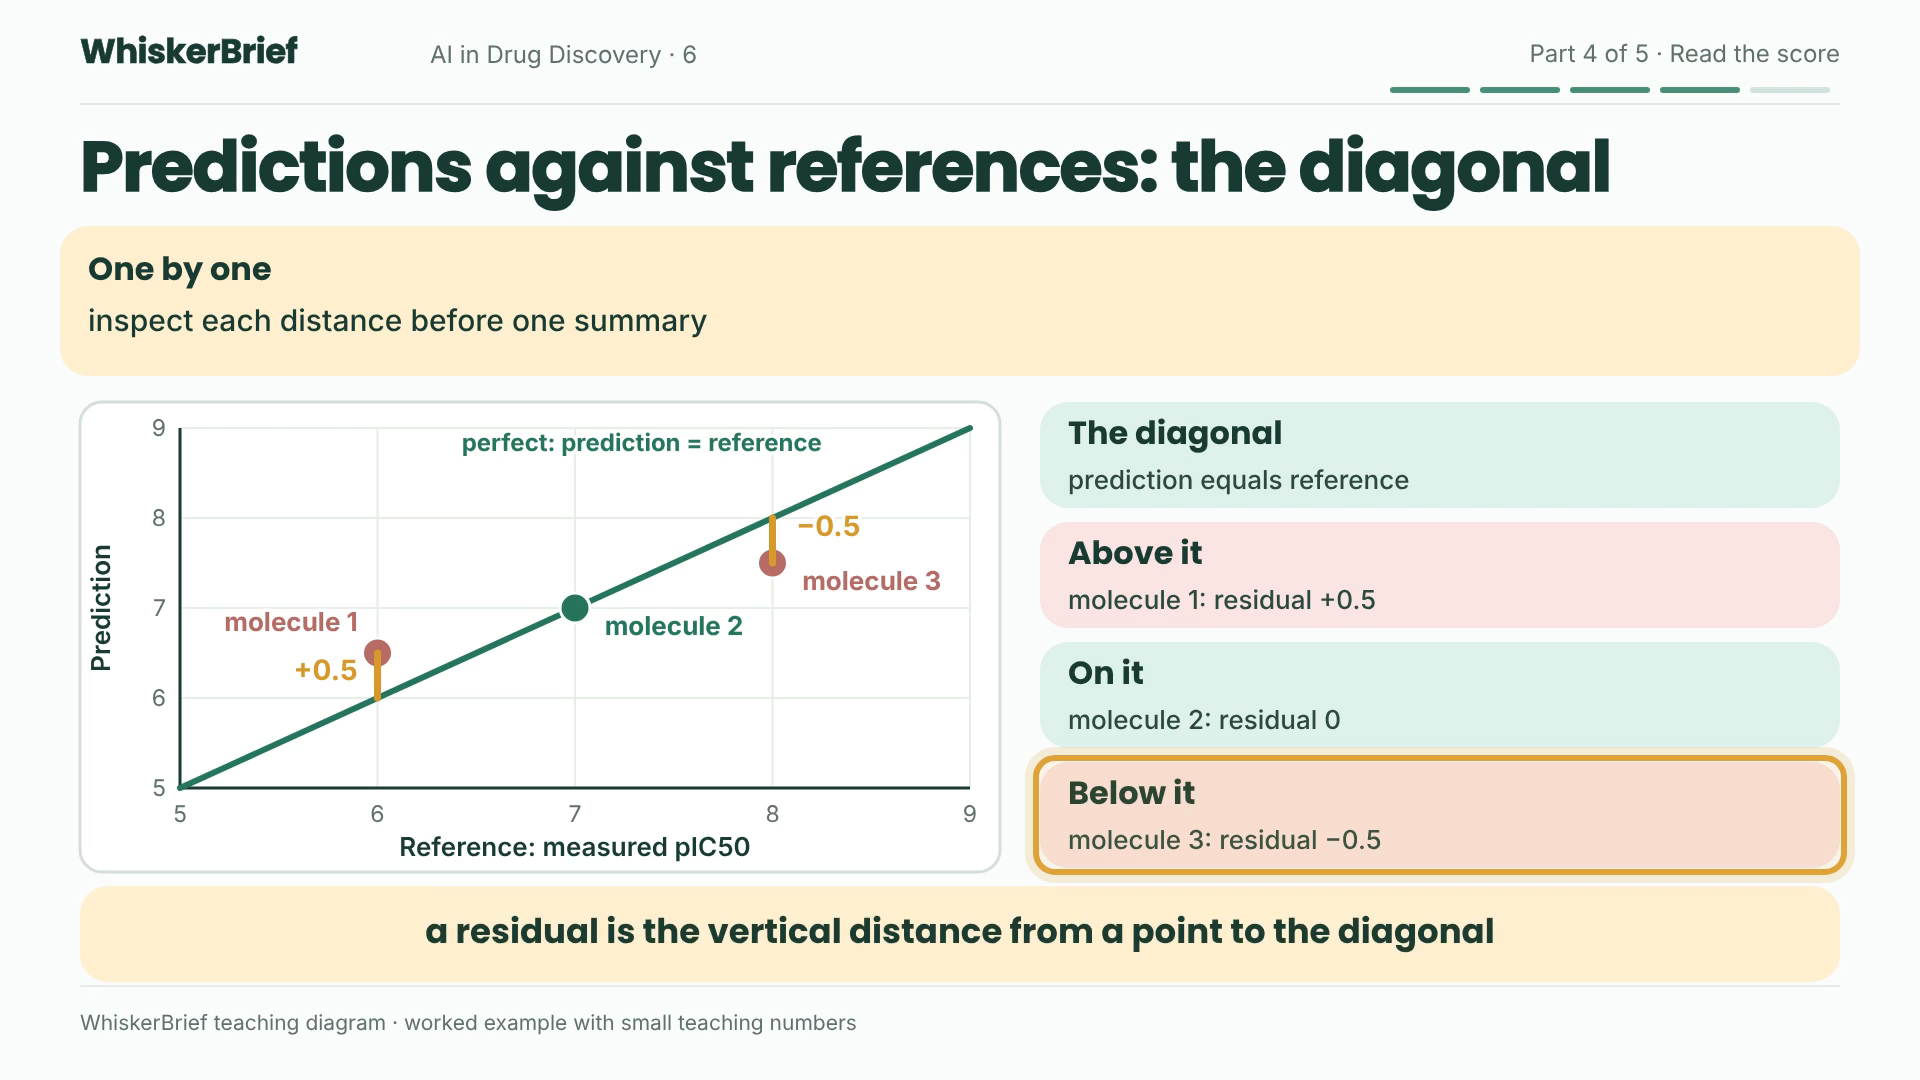 WhiskerBrief
AI in Drug Discovery · 6
Part 4 of 5 · Read the score
Predictions against references: the diagonal
One by one
inspect each distance before one summary
9
8
7
6
5
5
6
7
8
9
Prediction
Reference: measured pIC50
perfect: prediction = reference
−0.5
molecule 3
molecule 1
+0.5
molecule 2
The diagonal
prediction equals reference
Above it
molecule 1: residual +0.5
On it
molecule 2: residual 0
Below it
molecule 3: residual −0.5
a residual is the vertical distance from a point to the diagonal
WhiskerBrief teaching diagram · worked example with small teaching numbers